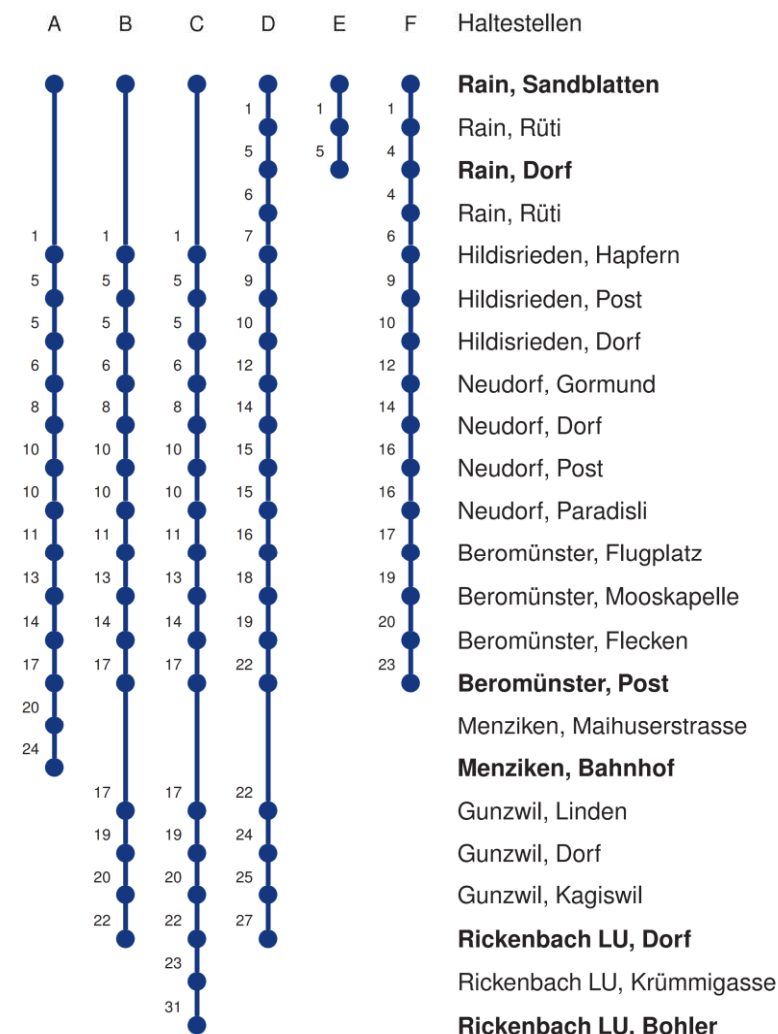 A B C D E F Haltestellen
Rain, Sandblatten
1 1 1 Rain, Rüti
5 5 4 Rain, Dorf
6 4 Rain, Rüti
1 1 1 7 6 Hildisrieden, Hapfern
5 5 5 9 9 Hildisrieden, Post
5 5 5 10 10 Hildisrieden, Dorf
6 6 6 12 12 Neudorf, Gormund
8 8 8 14 14 Neudorf, Dorf
10 10 10 15 16 Neudorf, Post
10 10 10 15 16 Neudorf, Paradisli
11 11 11 16 17 Beromünster, Flugplatz
13 13 13 18 19 Beromünster, Mooskapelle
14 14 14 19 20 Beromünster, Flecken
17 17 17 22 23 Beromünster, Post
20 Menziken, Maihuserstrasse
24 Menziken, Bahnhof
17 17 22 Gunzwil, Linden
19 19 24 Gunzwil, Dorf
20 20 25 Gunzwil, Kagiswil
22 22 27 Rickenbach LU, Dorf
23 Rickenbach LU, Krümmigasse
31 Rickenbach LU, Bohler